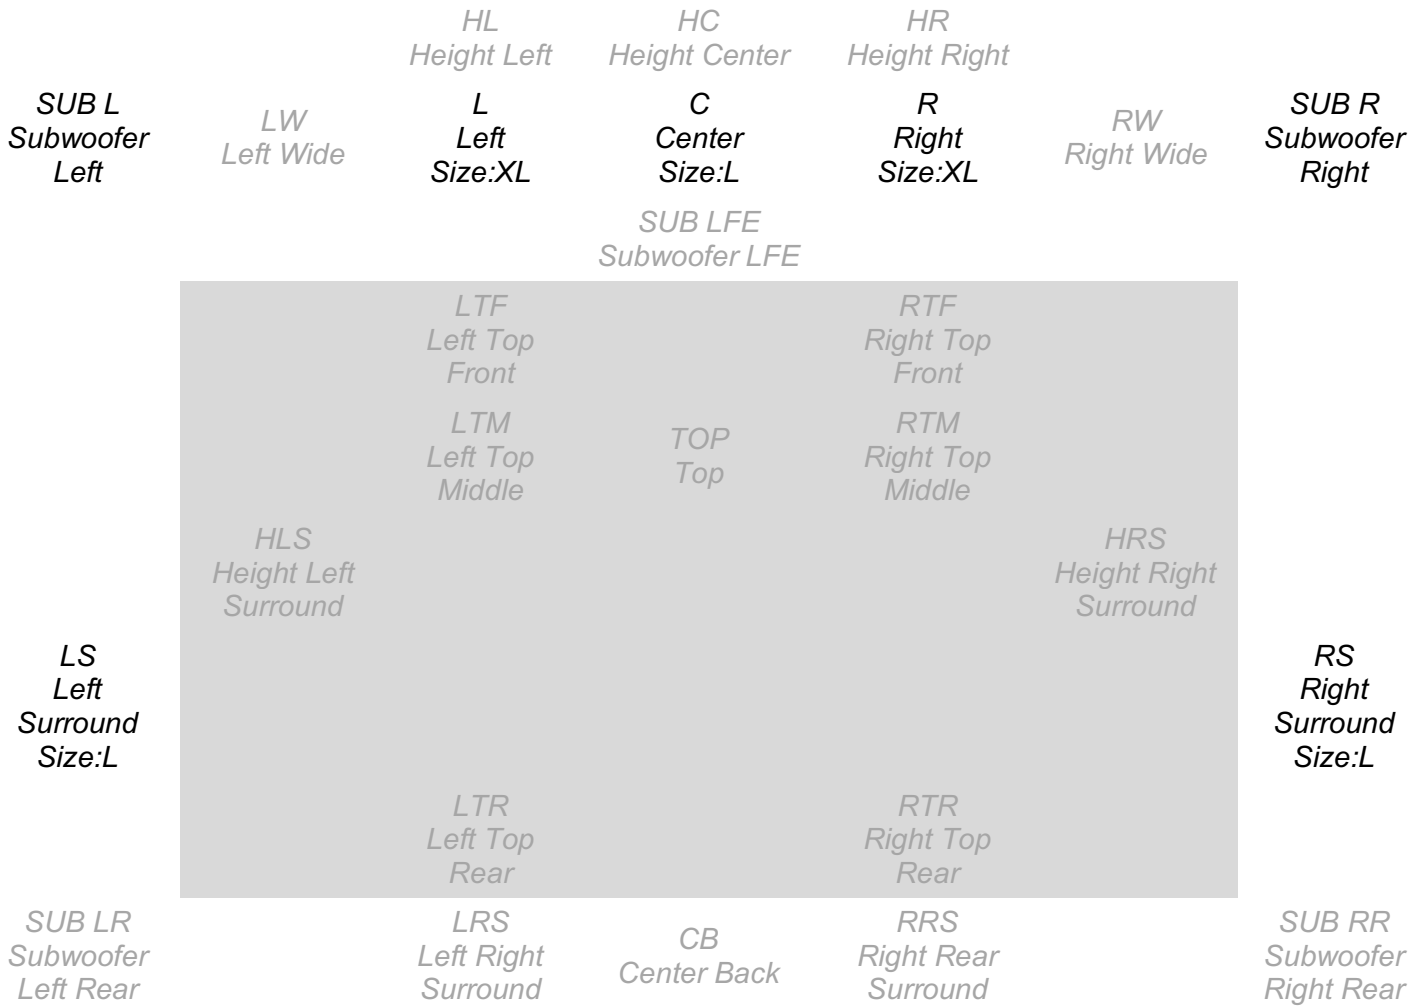 HL
Height Left
HC
Height Center
HR
Height Right
SUB L
Subwoofer
Left
LW
Left Wide
L
Left
Size:XL
C
Center
Size:L
R
Right
Size:XL
RW
Right Wide
SUB R
Subwoofer
Right
SUB LFE
Subwoofer LFE
LTF
Left Top
Front
RTF
Right Top
Front
LTM
Left Top
Middle
TOP
Top
RTM
Right Top
Middle
HLS
Height Left
Surround
HRS
Height Right
Surround
LS
Left
Surround
Size:L
RS
Right
Surround
Size:L
LTR
Left Top
Rear
RTR
Right Top
Rear
SUB LR
Subwoofer
Left Rear
LRS
Left Right
Surround
CB
Center Back
RRS
Right Rear
Surround
SUB RR
Subwoofer
Right Rear